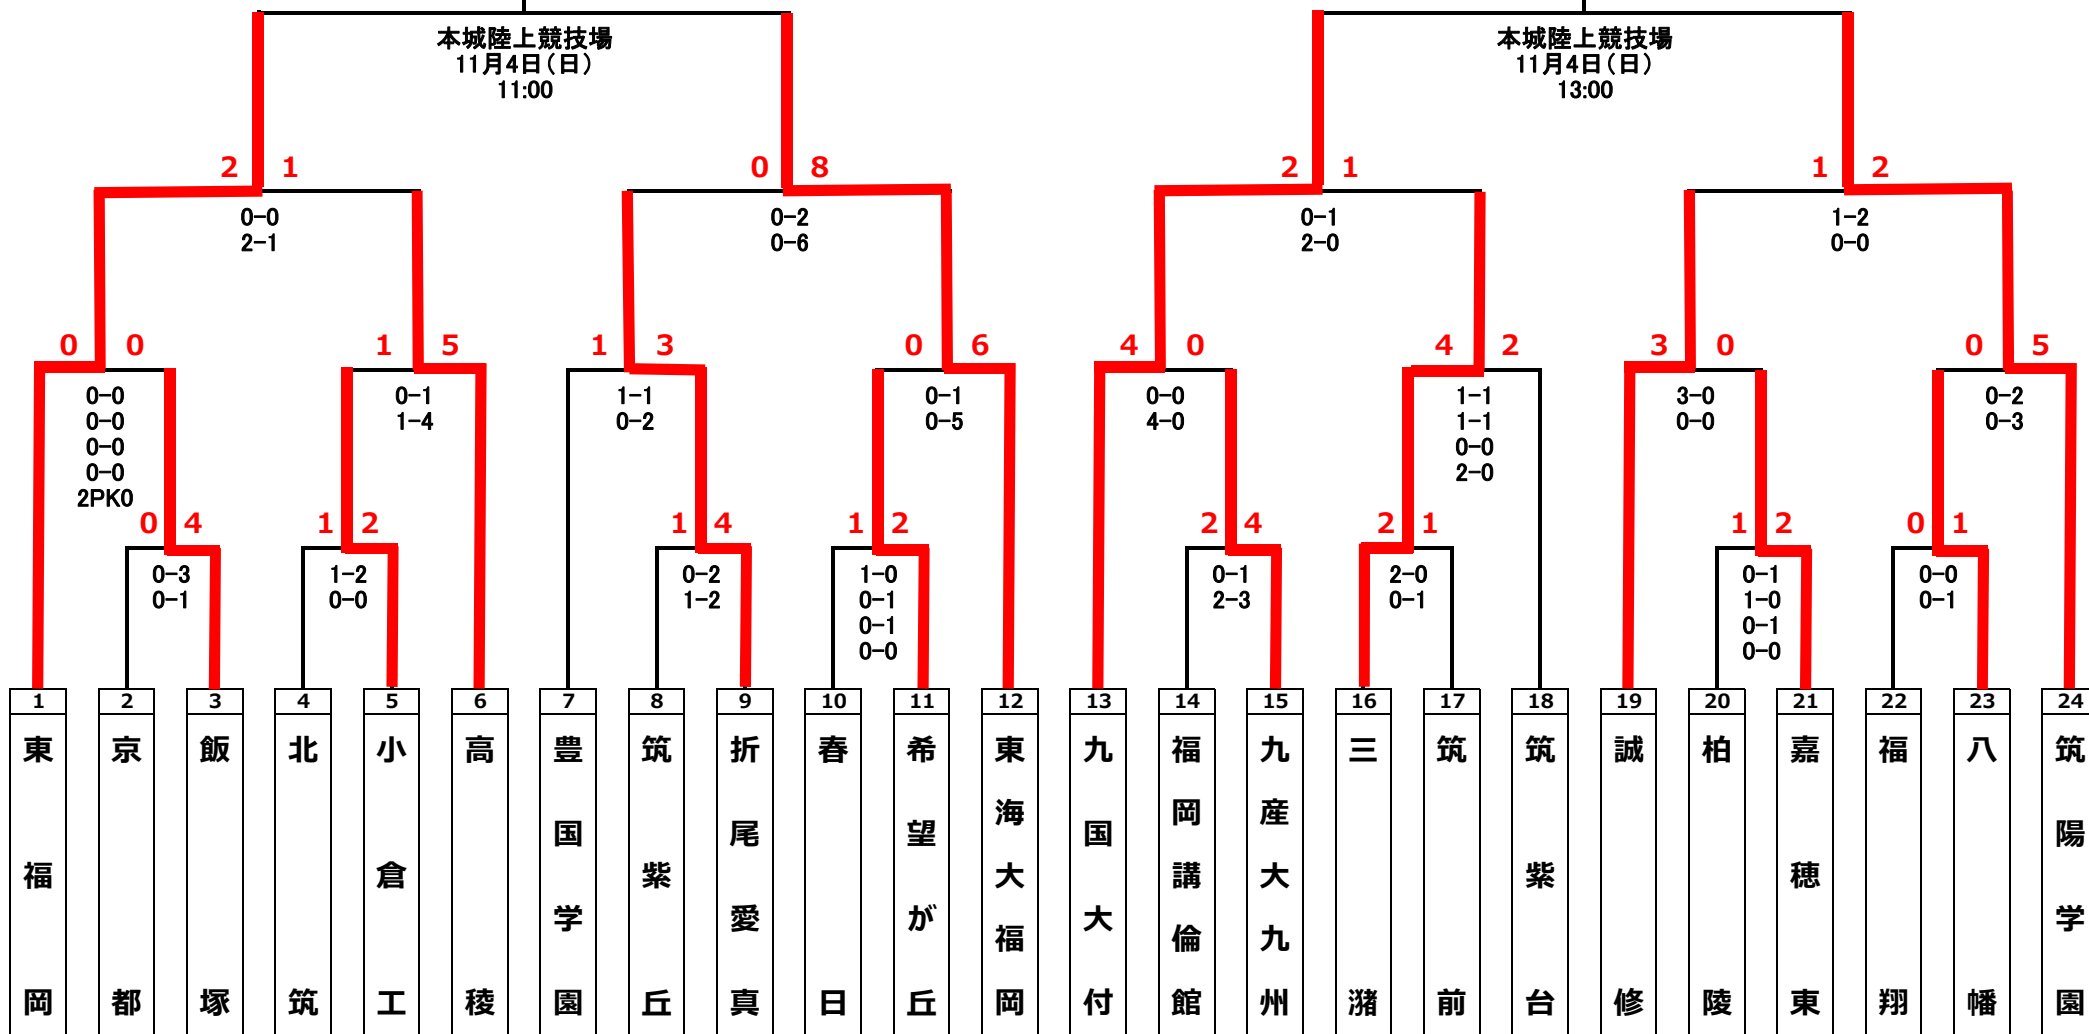 本城陸上競技場
11月4日(日)
11:00
本城陸上競技場
11月4日(日)
13:00
2 1
0 8
2 1
1 2
0-0
2-1
0-2
0-6
0-1
2-0
1-2
0-0
0 0
1 5
1 3
0 6
4 0
4 2
3 0
0 5
0-0
0-0
0-0
0-0
2PK0
0-1
1-4
1-1
0-2
0-1
0-5
0-0
4-0
1-1
1-1
0-0
2-0
3-0
0-0
0-2
0-3
0 4
1 2
1 4
1 2
2 4
2 1
1 2
0 1
0-3
0-1
1-2
0-0
0-2
1-2
1-0
0-1
0-1
0-0
0-1
2-3
2-0
0-1
0-1
1-0
0-1
0-0
0-0
0-1
1 2 3 4 5 6 7 8 9 10 11 12 13 14 15 16 17 18 19 20 21 22 23 24
東福岡
京都
飯塚
北筑
小倉工
高稜
豊国学園
筑紫丘
折尾愛真
春日
希望が丘
東海大福岡
九国大付
福岡講倫館
九産大九州
三潴
筑前
筑紫台
誠修
柏陵
嘉穂東
福翔
八幡
筑陽学園